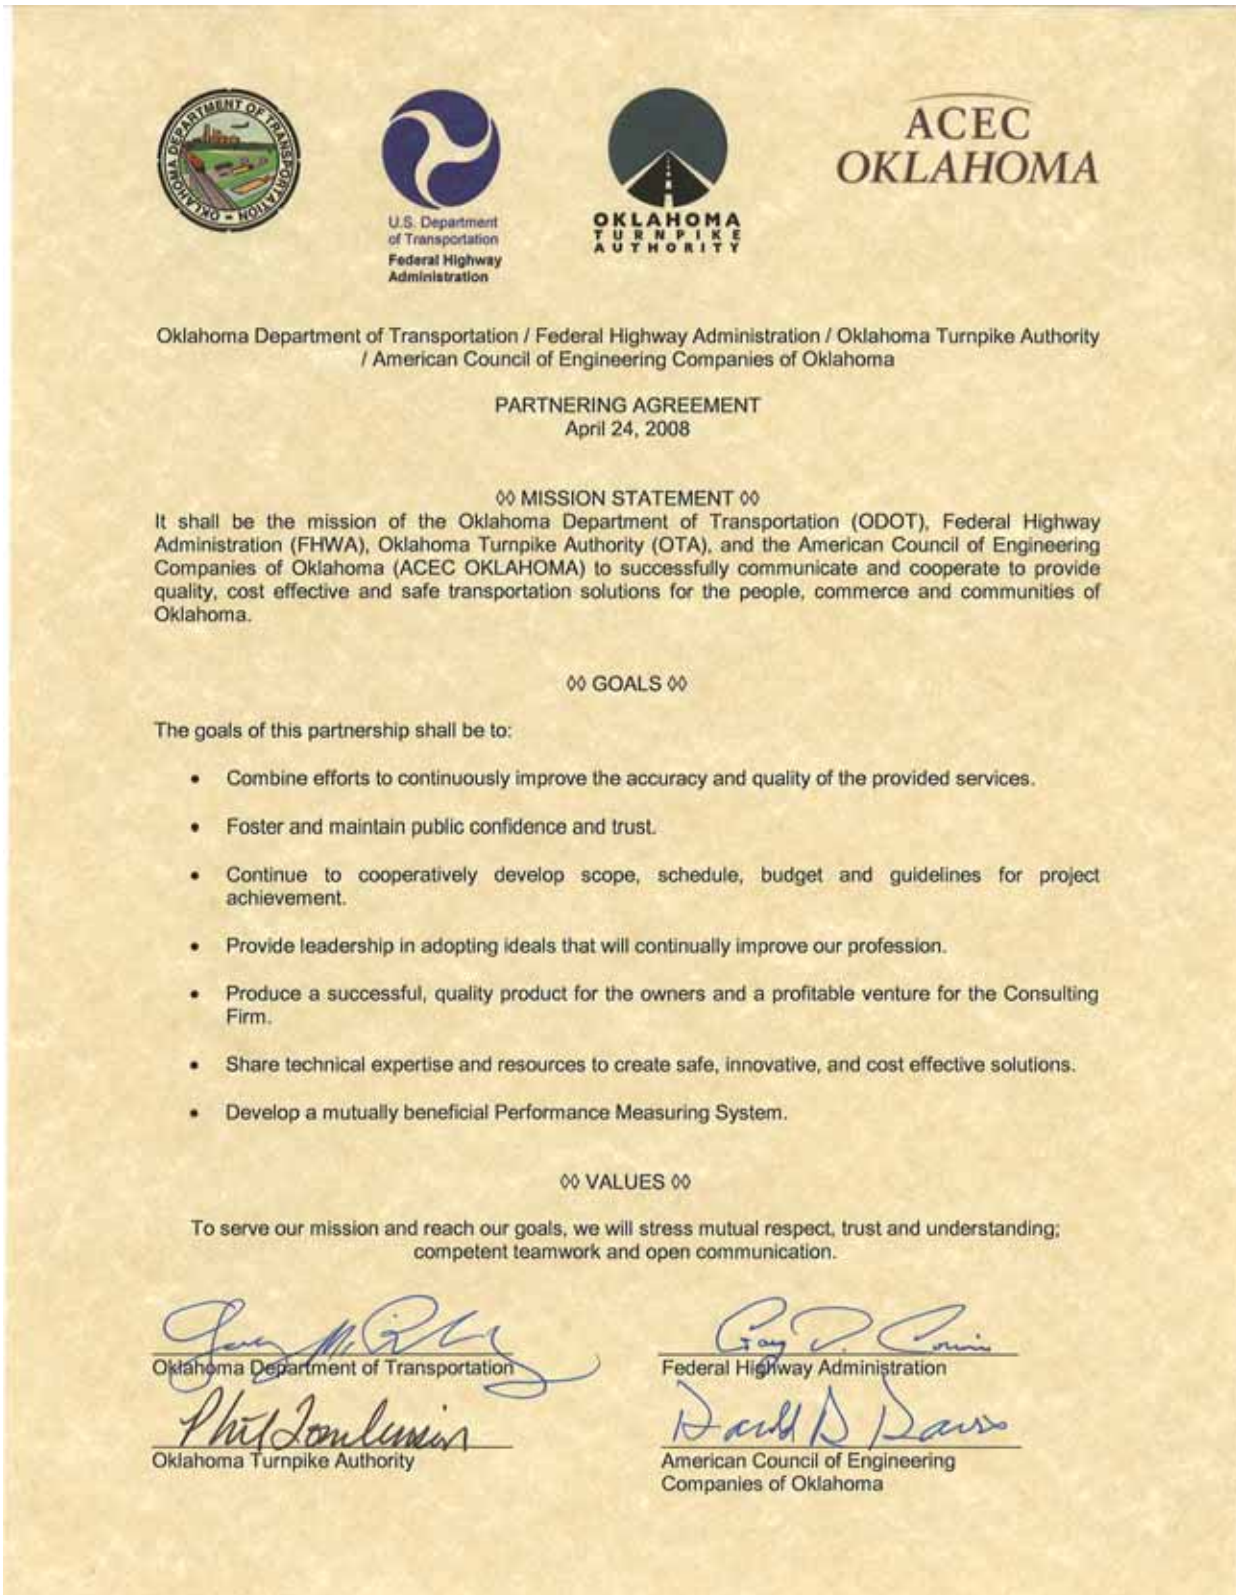 OKLAHOMA DEPARTMENT OF TRANSPORTATION
U.S. Department
of Transportation
Federal Highway
Administration
OKLAHOMA
TURNPIKE
AUTHORITY
ACEC
OKLAHOMA
Oklahoma Department of Transportation / Federal Highway Administration / Oklahoma Turnpike Authority
/ American Council of Engineering Companies of Oklahoma
PARTNERING AGREEMENT
April 24, 2008
◊◊ MISSION STATEMENT ◊◊
It shall be the mission of the Oklahoma Department of Transportation (ODOT), Federal Highway
Administration (FHWA), Oklahoma Turnpike Authority (OTA), and the American Council of Engineering
Companies of Oklahoma (ACEC OKLAHOMA) to successfully communicate and cooperate to provide
quality, cost effective and safe transportation solutions for the people, commerce and communities of
Oklahoma.
◊◊ GOALS ◊◊
The goals of this partnership shall be to:
• Combine efforts to continuously improve the accuracy and quality of the provided services.
• Foster and maintain public confidence and trust.
• Continue to cooperatively develop scope, schedule, budget and guidelines for project
achievement.
• Provide leadership in adopting ideals that will continually improve our profession.
• Produce a successful, quality product for the owners and a profitable venture for the Consulting
Firm.
• Share technical expertise and resources to create safe, innovative, and cost effective solutions.
• Develop a mutually beneficial Performance Measuring System.
◊◊ VALUES ◊◊
To serve our mission and reach our goals, we will stress mutual respect, trust and understanding;
competent teamwork and open communication.
Oklahoma Department of Transportation
Gary D. Corino
Federal Highway Administration
Phil Tomlinson
Oklahoma Turnpike Authority
Davis
American Council of Engineering
Companies of Oklahoma